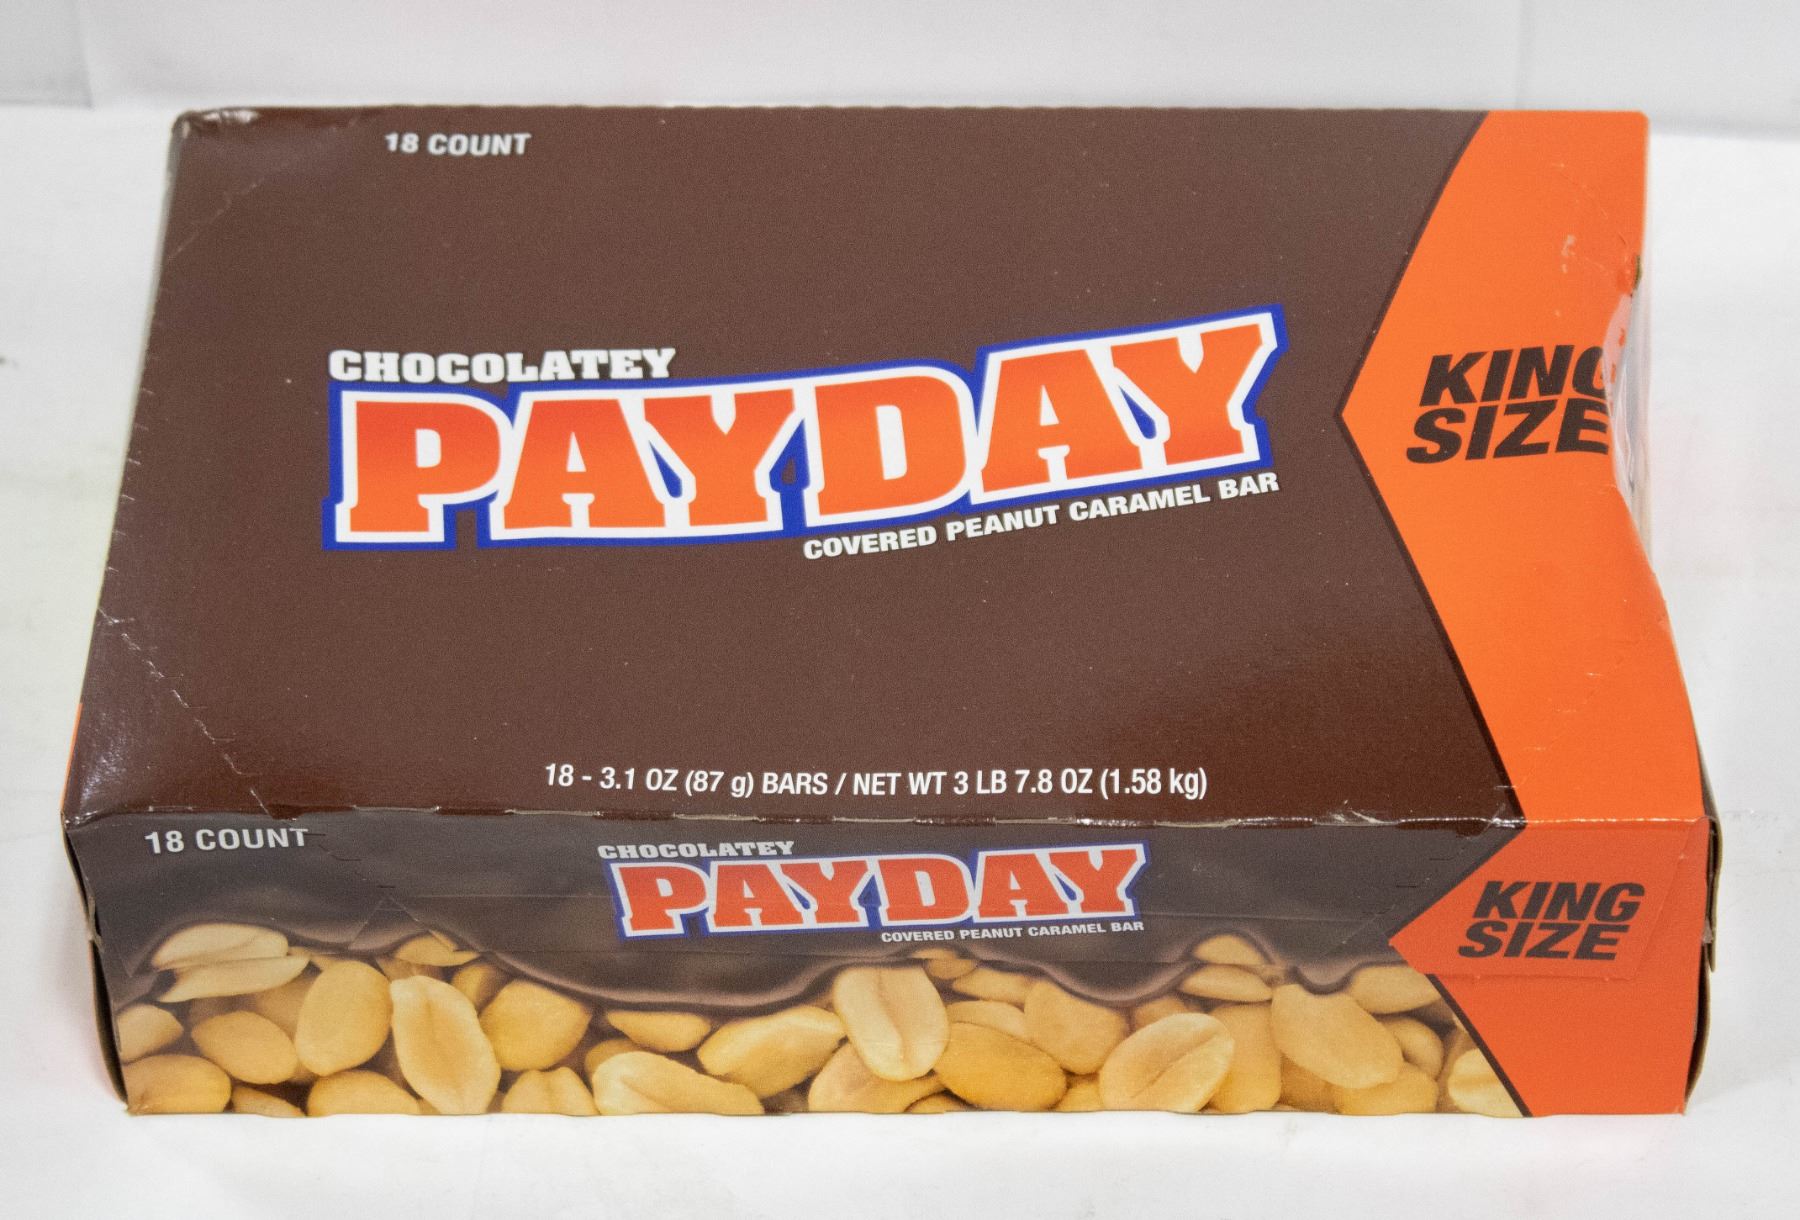 18 COUNT
CHOCOLATEY
PAYDAY
COVERED PEANUT CARAMEL BAR
KING
SIZE
18 - 3.1 OZ (87 g) BARS / NET WT 3 LB 7.8 OZ (1.58 kg)
18 COUNT
CHOCOLATEY
PAYDAY
COVERED PEANUT CARAMEL BAR
KING
SIZE